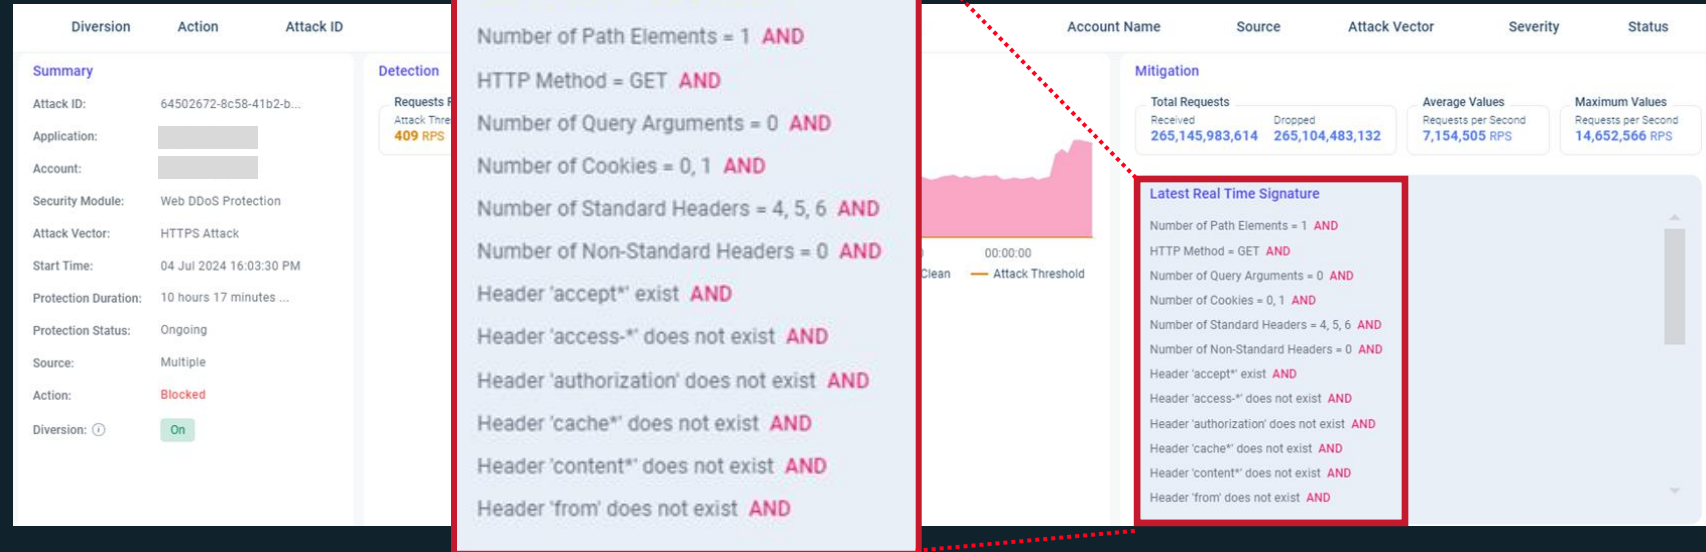 Diversion Action Attack ID Account Name Source Attack Vector Severity Status
Summary
Attack ID: 64502672-8c58-41b2-b...
Application:
Account:
Security Module: Web DDoS Protection
Attack Vector: HTTPS Attack
Start Time: 04 Jul 2024 16:03:30 PM
Protection Duration: 10 hours 17 minutes ...
Protection Status: Ongoing
Source: Multiple
Action: Blocked
Diversion: On
Detection
Requests
Attack Thre
409 RPS
Number of Path Elements = 1 AND
HTTP Method = GET AND
Number of Query Arguments = 0 AND
Number of Cookies = 0, 1 AND
Number of Standard Headers = 4, 5, 6 AND
Number of Non-Standard Headers = 0 AND
Header 'accept*' exist AND
Header 'access-*' does not exist AND
Header 'authorization' does not exist AND
Header 'cache*' does not exist AND
Header 'content*' does not exist AND
Header 'from' does not exist AND
00:00:00
Clean Attack Threshold
Mitigation
Total Requests
Received Dropped
265,145,983,614 265,104,483,132
Average Values
Requests per Second
7,154,505 RPS
Maximum Values
Requests per Second
14,652,566 RPS
Latest Real Time Signature
Number of Path Elements = 1 AND
HTTP Method = GET AND
Number of Query Arguments = 0 AND
Number of Cookies = 0, 1 AND
Number of Standard Headers = 4, 5, 6 AND
Number of Non-Standard Headers = 0 AND
Header 'accept*' exist AND
Header 'access-*' does not exist AND
Header 'authorization' does not exist AND
Header 'cache*' does not exist AND
Header 'content*' does not exist AND
Header 'from' does not exist AND